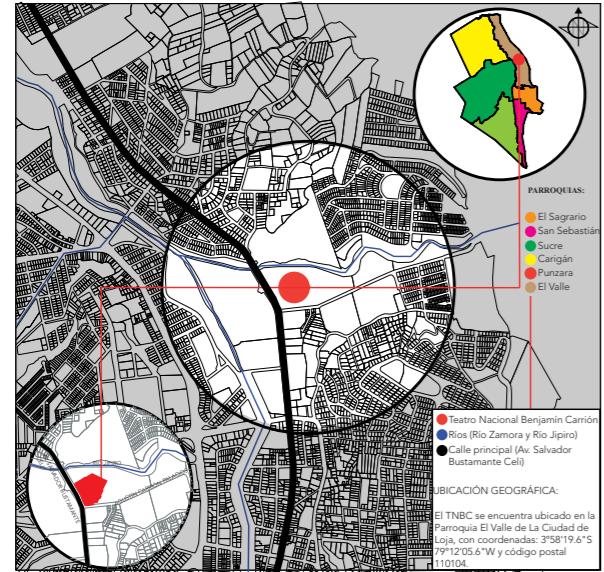 PARROQUIAS:
El Sagrario
San Sebastián
Sucre
Carigán
Punzara
El Valle
Teatro Nacional Benjamín Carrión
Ríos (Río Zamora y Río Jipiro)
Calle principal (Av. Salvador
Bustamante Celi)
UBICACIÓN GEOGRÁFICA:
El TNBC se encuentra ubicado en la
Parroquia El Valle de La Ciudad de
Loja, con coordenadas: 3°58'19.6"S
79°12'05.6"W y código postal
110104.